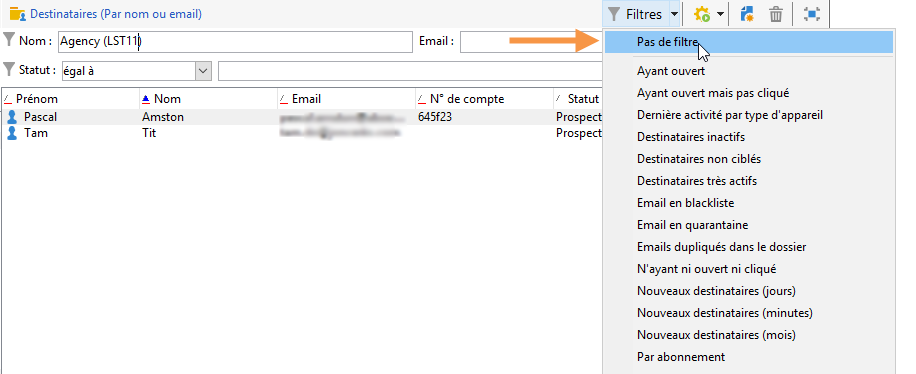 Destinataires (Par nom ou email)
Filtres
Nom : Agency (LST11) Email :
Statut : égal à
Prénom Nom Email N° de compte Statut
Pascal Amston 645f23 Prospect
Tam Tit Prospect
Pas de filtre
Ayant ouvert
Ayant ouvert mais pas cliqué
Dernière activité par type d'appareil
Destinataires inactifs
Destinataires non ciblés
Destinataires très actifs
Email en blackliste
Email en quarantaine
Emails dupliqués dans le dossier
N'ayant ni ouvert ni cliqué
Nouveaux destinataires (jours)
Nouveaux destinataires (minutes)
Nouveaux destinataires (mois)
Par abonnement